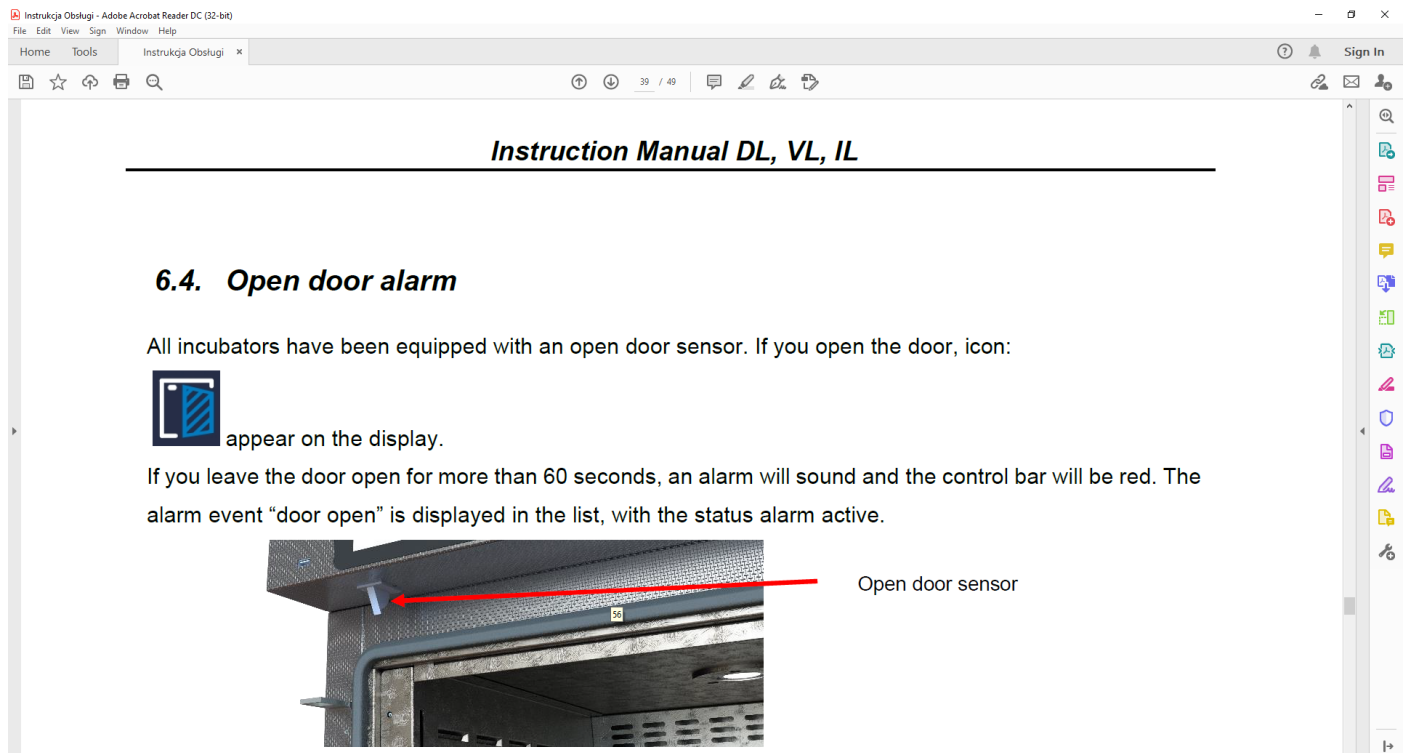 Instrukcja Obsługi - Adobe Acrobat Reader DC (32-bit)
File Edit View Sign Window Help
Home Tools Instrukcja Obsługi × Sign In
39 / 49
Instruction Manual DL, VL, IL
6.4. Open door alarm
All incubators have been equipped with an open door sensor. If you open the door, icon:
appear on the display.
If you leave the door open for more than 60 seconds, an alarm will sound and the control bar will be red. The
alarm event “door open” is displayed in the list, with the status alarm active.
Open door sensor
56